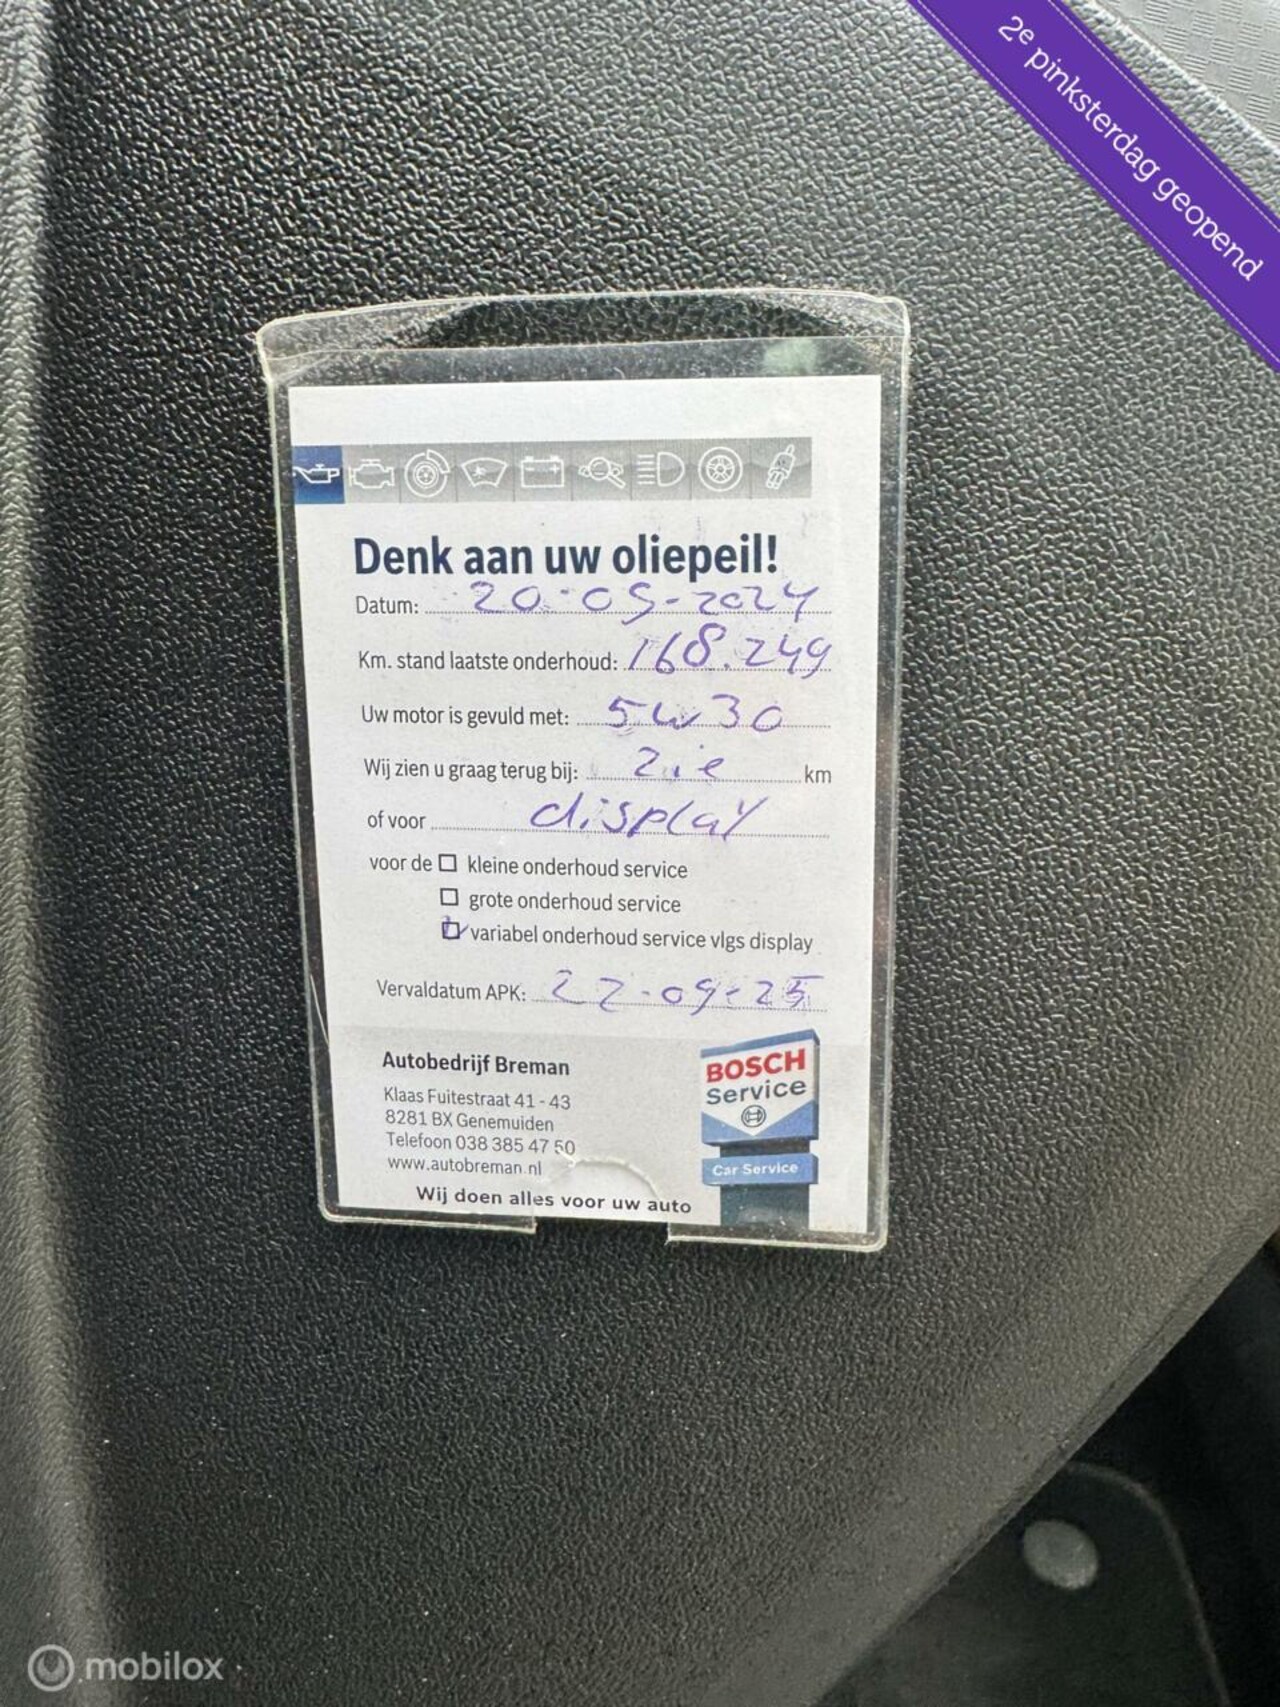 2e pinksterdag geopend
Denk aan uw oliepeil!
Datum: 20-09-2024
Km. stand laatste onderhoud: 168.249
Uw motor is gevuld met: 5w30
Wij zien u graag terug bij: zie km
of voor display
voor de ☐ kleine onderhoud service
☐ grote onderhoud service
☑ variabel onderhoud service vlgs display
Vervaldatum APK: 22-09-25
Autobedrijf Breman
Klaas Fuitestraat 41 - 43
8281 BX Genemuiden
Telefoon 038 385 47 50
www.autobreman.nl
Wij doen alles voor uw auto
BOSCH
Service
Car Service
mobilox